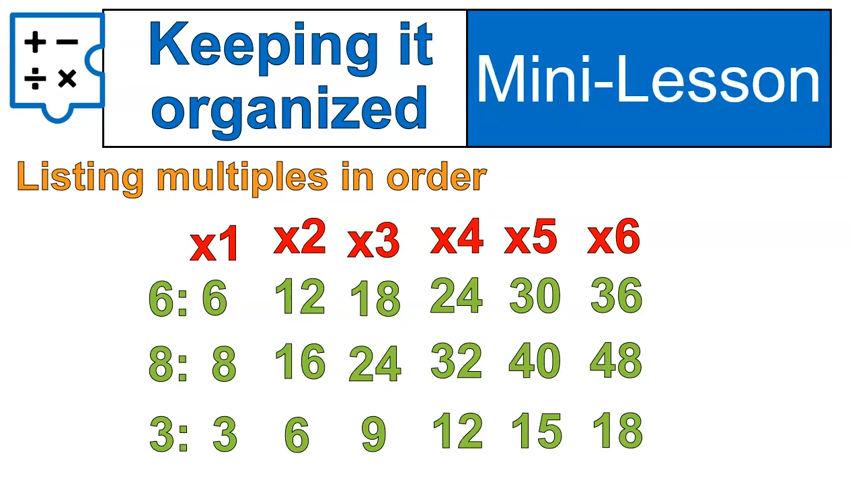 + −
÷ ×
Keeping it
organized
Mini-Lesson
Listing multiples in order
x1 x2 x3 x4 x5 x6
6: 6 12 18 24 30 36
8: 8 16 24 32 40 48
3: 3 6 9 12 15 18